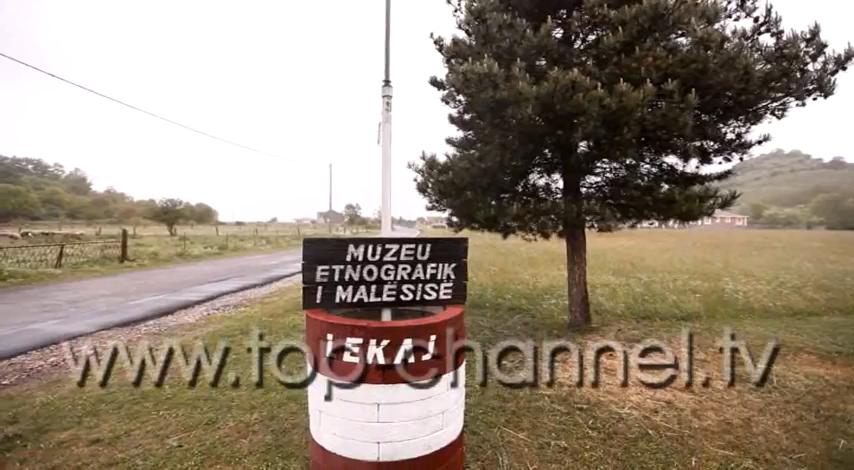 MUZEU
ETNOGRAFIK
I MALËSISË
LEKAJ
www.top-channel.tv